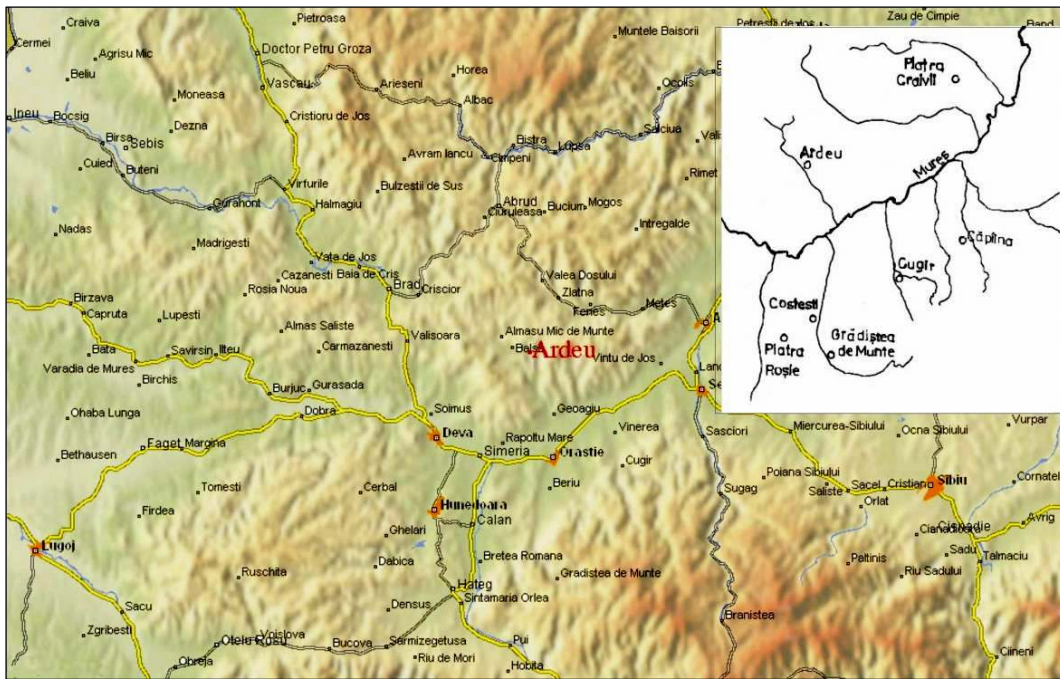 Craiva
Pietroasa
Petrestii de Jos
Zau de Cimpie
Cermei
Muntele Baisorii
Band
Doctor Petru Groza
Agrisu Mic
Beliu
Horea
Vascau
Arieseni
Ocolis
Moneasa
Albac
Ineu
Bocsig
Cristioru de Jos
Dezna
Birsa
Sebis
Bistra
Lupsa
Salciua
Avram Iancu
Cimpeni
Cuied
Buteni
Rimet
Virfurile
Bulzestii de Sus
Gurahont
Halmagiu
Abrud
Ciuruleasa
Bucium
Mogos
Intregalde
Nadas
Madrigesti
Vata de Jos
Baia de Cris
Cazanesti
Rosia Noua
Brad
Criscior
Valea Dosului
Zlatna
Fenes
Metes
Birzava
Capruta
Lupesti
Almas Saliste
Valisoara
Almasu Mic de Munte
Bata
Savirsin
Ilteu
Carmazanesti
Balsa
Ardeu
Vintu de Jos
Varadia de Mures
Birchis
Burjuc
Gurasada
Ohaba Lunga
Dobra
Soimus
Geoagiu
Deva
Vinerea
Sasciori
Miercurea-Sibiului
Ocna Sibiului
Vurpar
Faget
Margina
Rapoltu Mare
Bethausen
Simeria
Orastie
Cugir
Poiana Sibiului
Cornatel
Tomesti
Cerbal
Beriu
Sugag
Saliste
Sacel
Cristian
Sibiu
Orlat
Firdea
Hunedoara
Calan
Cisnadioara
Cisnadie
Avrig
Lugoj
Ghelari
Dabica
Bretea Romana
Paltinis
Sadu
Talmaciu
Ruschita
Gradistea de Munte
Riu Sadului
Hateg
Sacu
Densus
Sintamaria Orlea
Branistea
Zgribesti
Otelu Rosu
Voislova
Bucova
Sarmizegetusa
Pui
Obreja
Riu de Mori
Hobita
Ciineni
Piatra
Craivii
Ardeu
Mureș
Căpîlna
Cugir
Costești
Grădiștea
de Munte
Piatra
Roșie